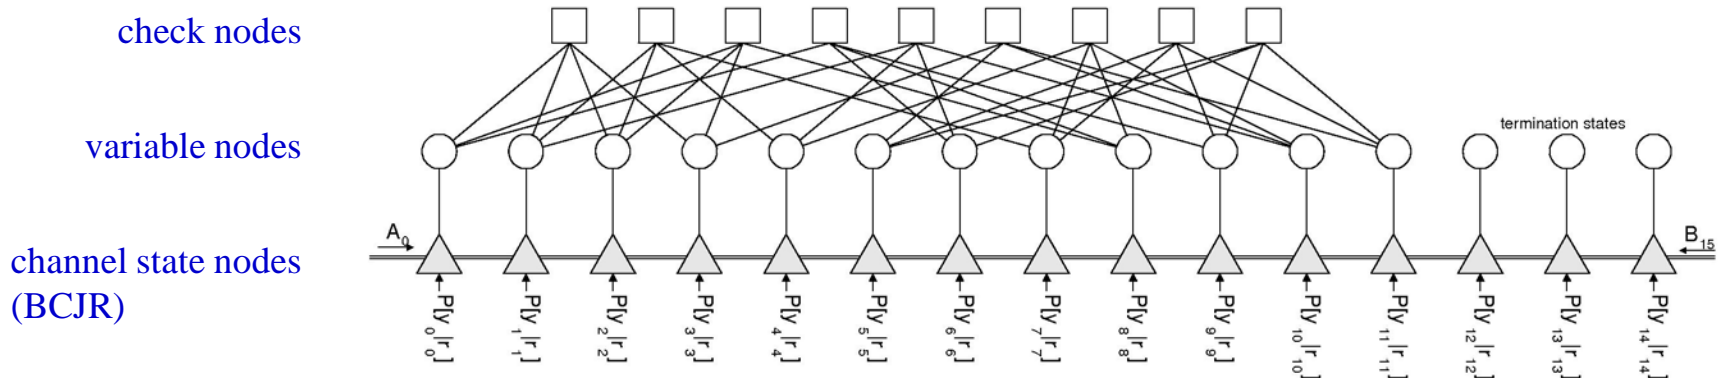 check nodes
variable nodes
termination states
channel state nodes
(BCJR)
A0
B15
P[y0|r0]
P[y1|r1]
P[y2|r2]
P[y3|r3]
P[y4|r4]
P[y5|r5]
P[y6|r6]
P[y7|r7]
P[y8|r8]
P[y9|r9]
P[y10|r10]
P[y11|r11]
P[y12|r12]
P[y13|r13]
P[y14|r14]